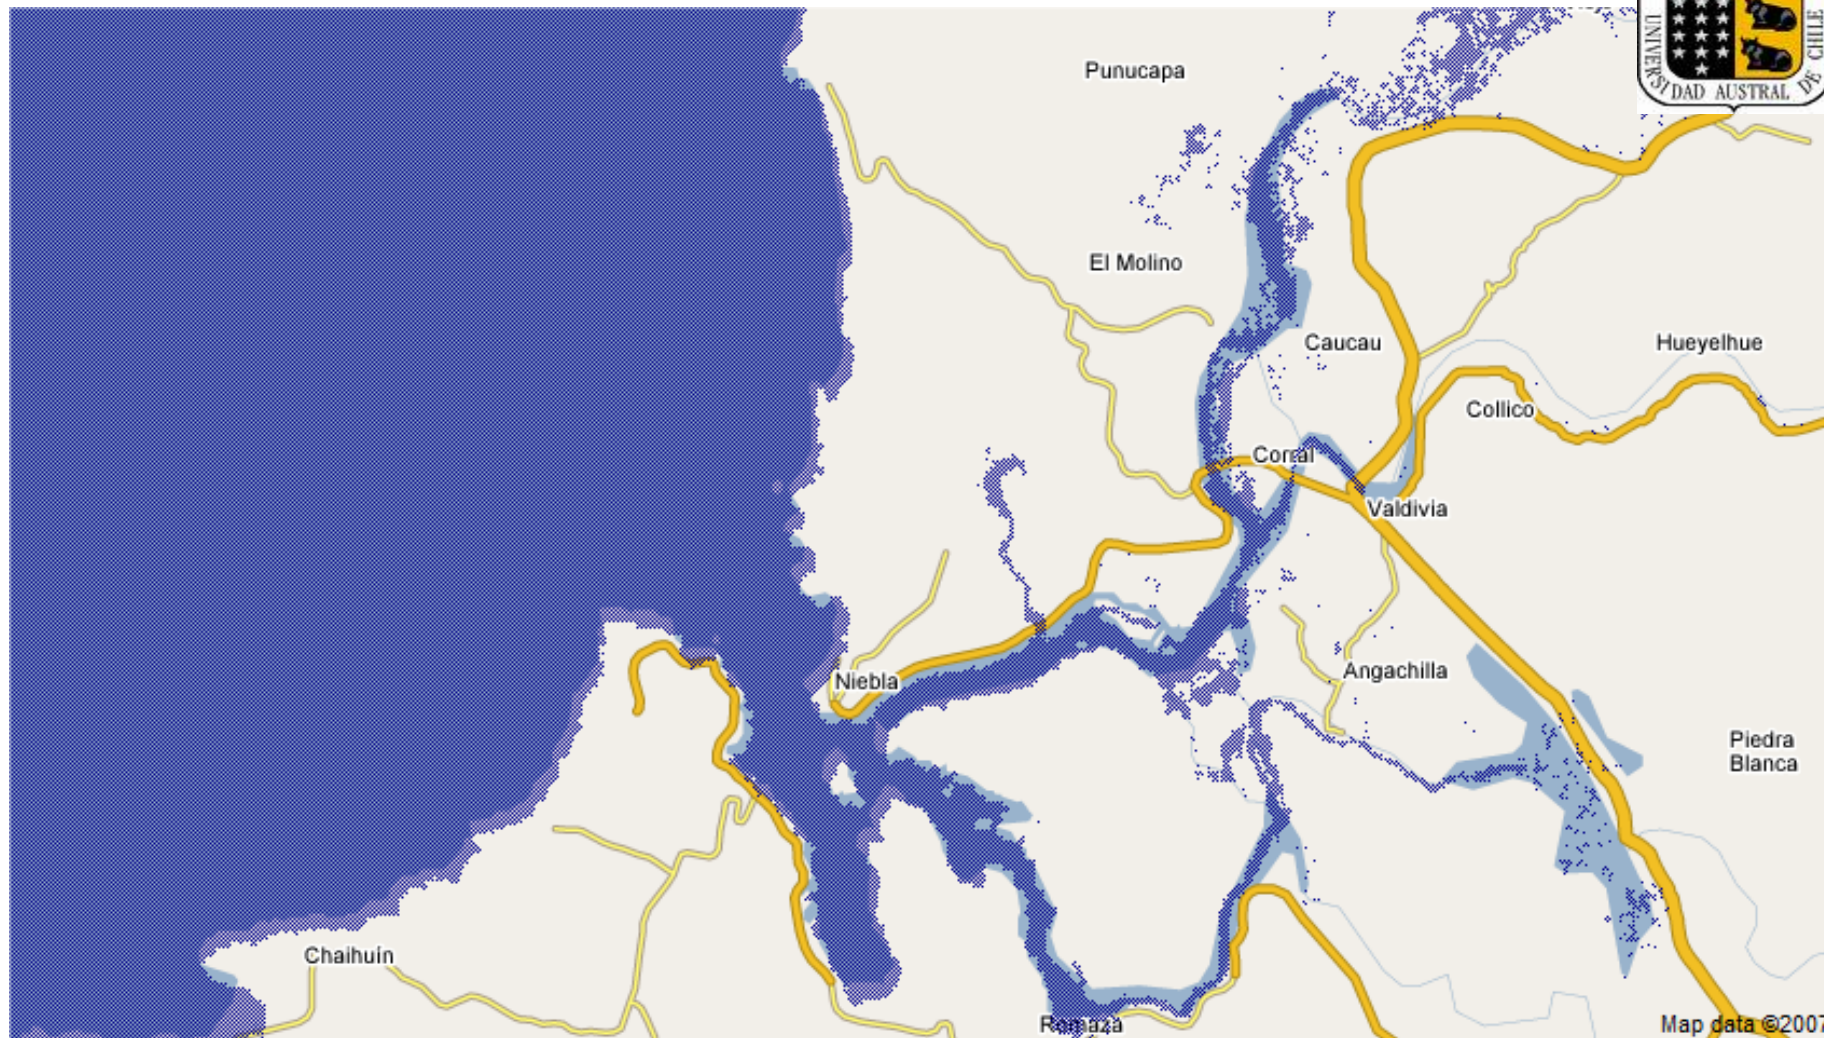 Punucapa
UNIVERSIDAD AUSTRAL DE CHILE
El Molino
Caucau
Hueyelhue
Collico
Corral
Valdivia
Niebla
Angachilla
Piedra
Blanca
Chaihuín
Romaza
Map data ©2007